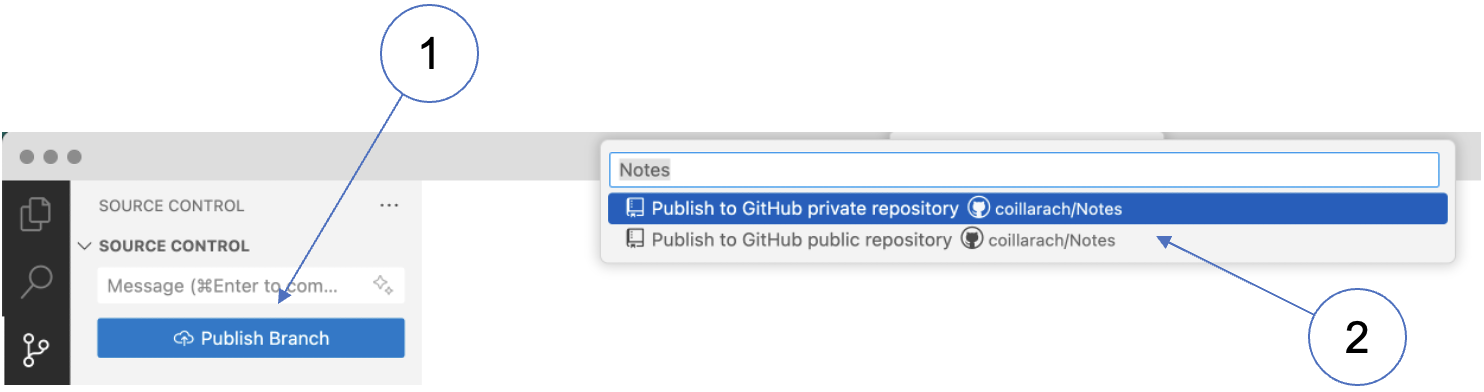 1
Notes
SOURCE CONTROL ...
Publish to GitHub private repository coillarach/Notes
SOURCE CONTROL
Publish to GitHub public repository coillarach/Notes
Message (⌘Enter to com...
Publish Branch
2